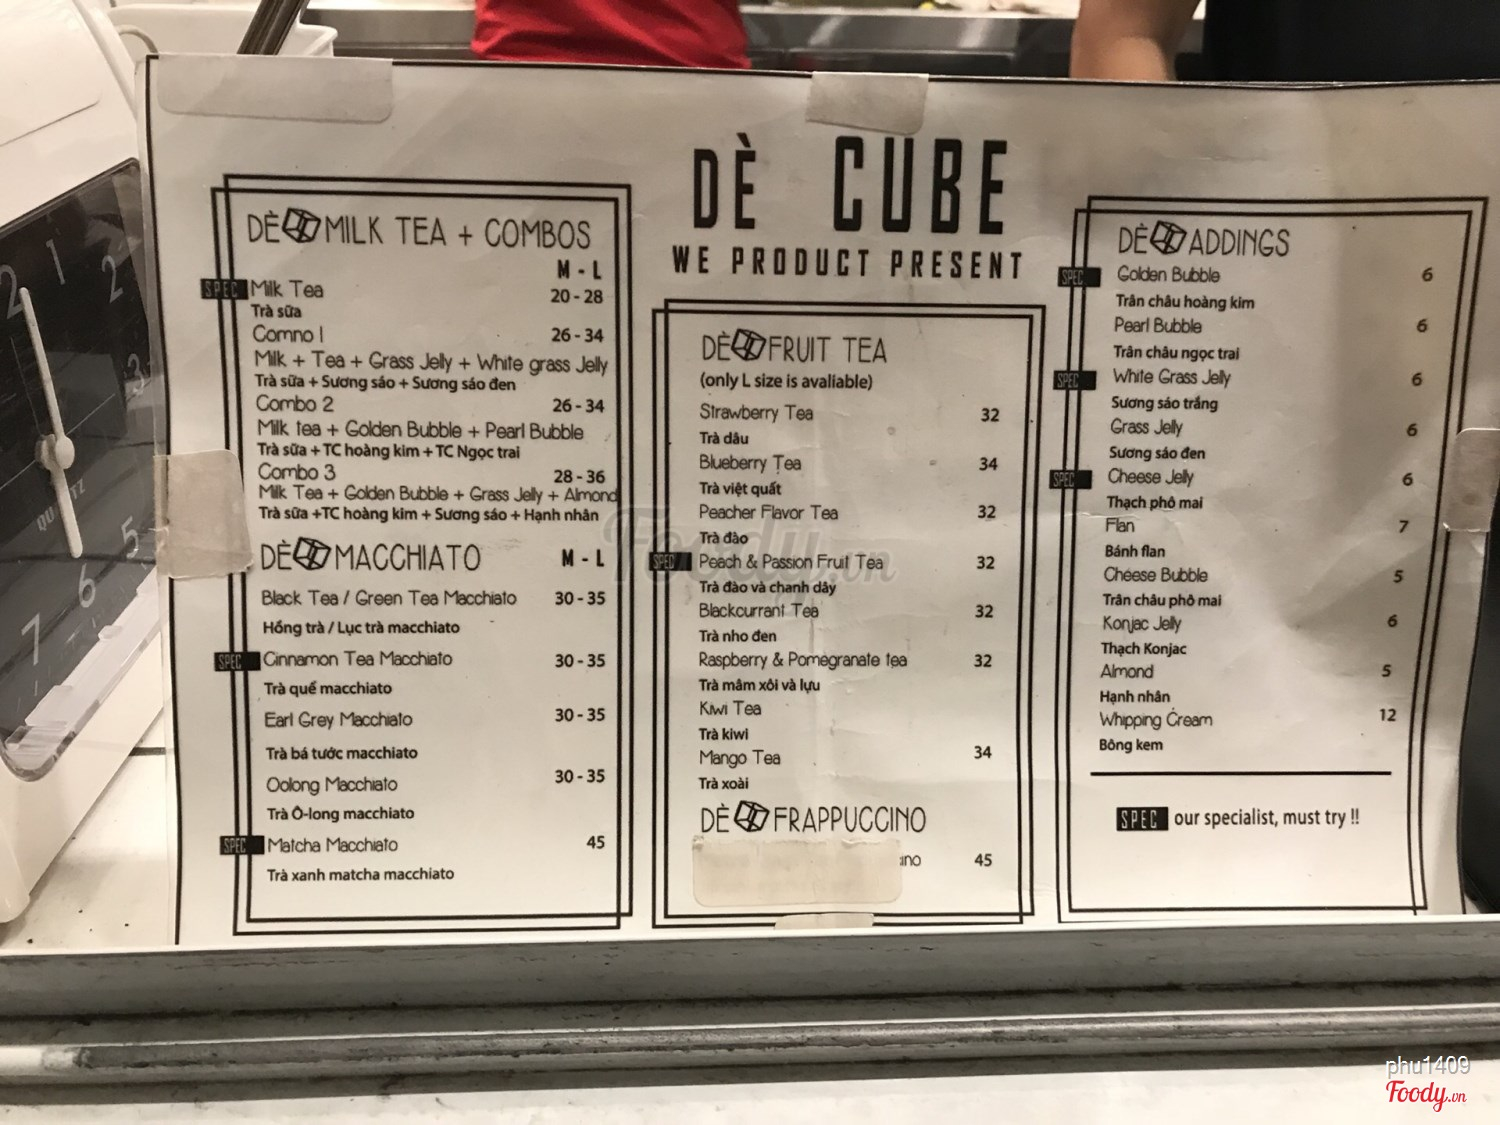 DÈ CUBE
WE PRODUCT PRESENT
DÈ MILK TEA + COMBOS
M - L
SPEC Milk Tea 20 - 28
Trà sữa
Comno 1 26 - 34
Milk + Tea + Grass Jelly + White grass Jelly
Trà sữa + Sương sáo + Sương sáo đen
Combo 2 26 - 34
Milk tea + Golden Bubble + Pearl Bubble
Trà sữa + TC hoàng kim + TC Ngọc trai
Combo 3 28 - 36
Milk Tea + Golden Bubble + Grass Jelly + Almond
Trà sữa +TC hoàng kim + Sương sáo + Hạnh nhân
DÈ MACCHIATO M - L
Black Tea / Green Tea Macchiato 30 - 35
Hồng trà / Lục trà macchiato
SPEC Cinnamon Tea Macchiato 30 - 35
Trà quế macchiato
Earl Grey Macchiato 30 - 35
Trà bá tước macchiato
Oolong Macchiato 30 - 35
Trà Ô-long macchiato
SPEC Matcha Macchiato 45
Trà xanh matcha macchiato
DÈ FRUIT TEA
(only L size is avaliable)
Strawberry Tea 32
Trà dâu
Blueberry Tea 34
Trà việt quất
Peacher Flavor Tea 32
Trà đào
SPEC Peach & Passion Fruit Tea 32
Trà đào và chanh dây
Blackcurrant Tea 32
Trà nho đen
Raspberry & Pomegranate tea 32
Trà mâm xôi và lựu
Kiwi Tea
Trà kiwi
Mango Tea 34
Trà xoài
DÈ FRAPPUCCINO
ino 45
DÈ ADDINGS
SPEC Golden Bubble 6
Trân châu hoàng kim
Pearl Bubble 6
Trân châu ngọc trai
SPEC White Grass Jelly 6
Sương sáo trắng
Grass Jelly 6
Sương sáo đen
SPEC Cheese Jelly 6
Thạch phô mai
Flan 7
Bánh flan
Cheese Bubble 5
Trân châu phô mai
Konjac Jelly 6
Thạch Konjac
Almond 5
Hạnh nhân
Whipping Cream 12
Bông kem
SPEC our specialist, must try !!
Foody.vn
12 1 2 3 5 6 7
QUARTZ
phu1409
Foody.vn